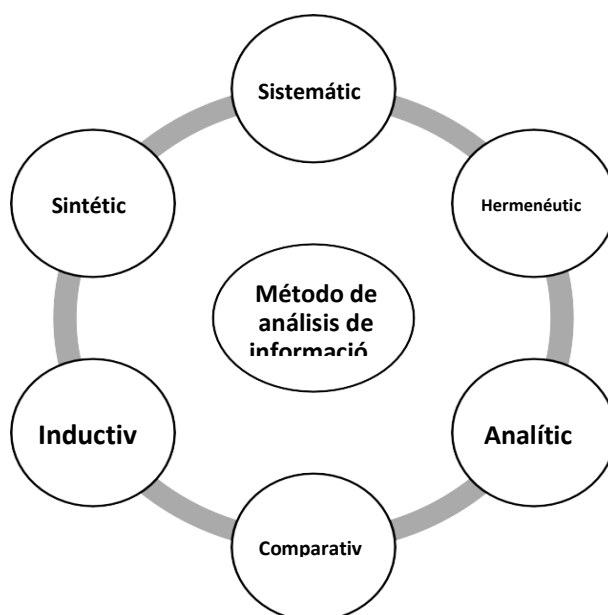 Sistemátic
Hermenéutic
Analític
Comparativ
Inductiv
Sintétic
Método de
análisis de
informació